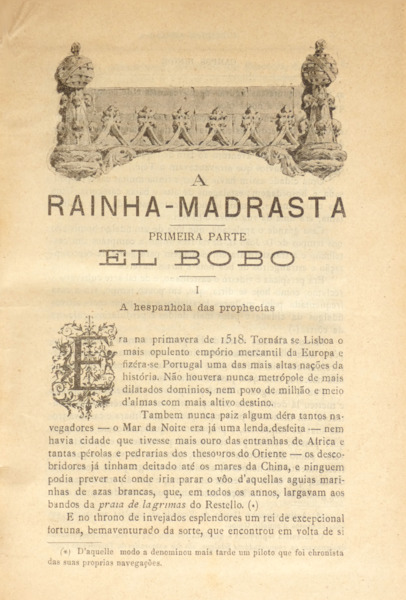 A
RAINHA-MADRASTA
PRIMEIRA PARTE
EL BOBO
I
A hespanhola das prophecias
Era na primavera de 1518. Tornára se Lisboa o
mais opulento empório mercantil da Europa e
fizéra-se Portugal uma das mais altas nações da
história. Não houvera nunca metrópole de mais
dilatados dominios, nem povo de milhão e meio
d'almas com mais altivo destino.
Tambem nunca paiz algum déra tantos na-
vegadores — o Mar da Noite era já uma lenda desfeita — nem
havia cidade que tivesse mais ouro das entranhas de Africa e
tantas pérolas e pedrarias dos thesouros do Oriente — os desco-
bridores já tinham deitado até os mares da China, e ninguem
podia prever até onde iria parar o vôo d'aquellas aguias mari-
nhas de azas brancas, que, em todos os annos, largavam aos
bandos da praia de lagrimas do Restello. (*)
E no throno de invejados esplendores um rei de excepcional
fortuna, bemaventurado da sorte, que encontrou em volta de si
(*) D'aquelle modo a denominou mais tarde um piloto que foi chronista
das suas proprias navegações.